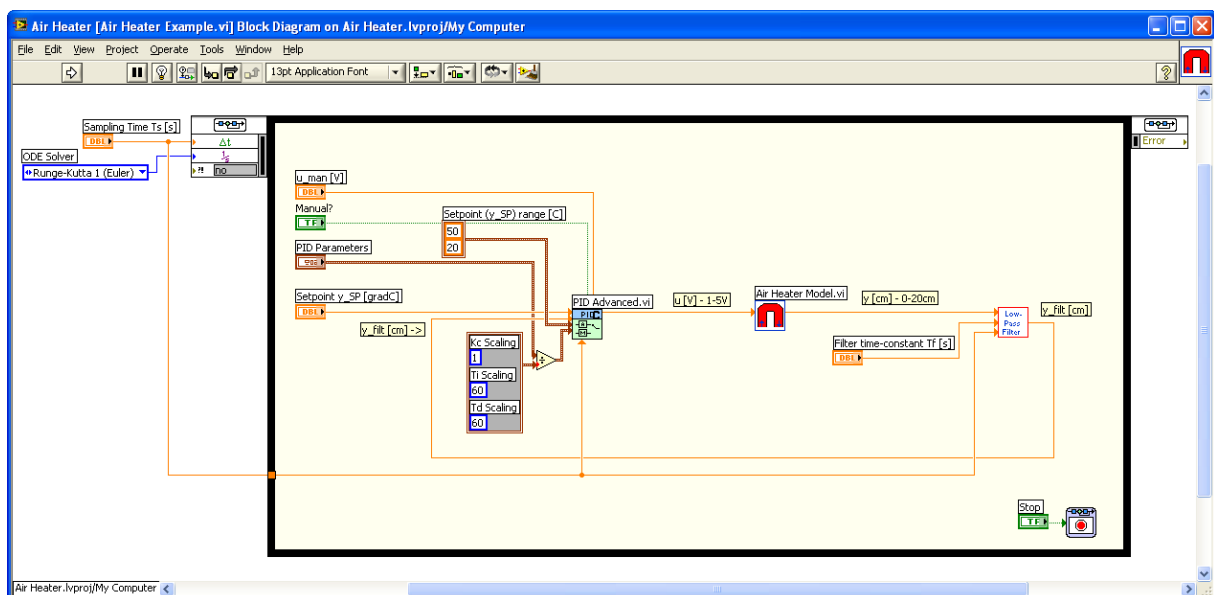 Air Heater [Air Heater Example.vi] Block Diagram on Air Heater.lvproj/My Computer
File Edit View Project Operate Tools Window Help
13pt Application Font
Sampling Time Ts [s]
DBL
ODE Solver
Runge-Kutta 1 (Euler)
Δt
?! no
Error
u_man [V]
DBL
Manual?
TF
Setpoint (y_SP) range [C]
50
20
PID Parameters
Setpoint y_SP [gradC]
DBL
y_filt [cm] ->
PID Advanced.vi
PID
u [V] - 1-5V
Air Heater Model.vi
y [cm] - 0-20cm
Low-
Pass
Filter
y_filt [cm]
Filter time-constant Tf [s]
DBL
Kc Scaling
1
Ti Scaling
60
Td Scaling
60
Stop
TF
Air Heater.lvproj/My Computer